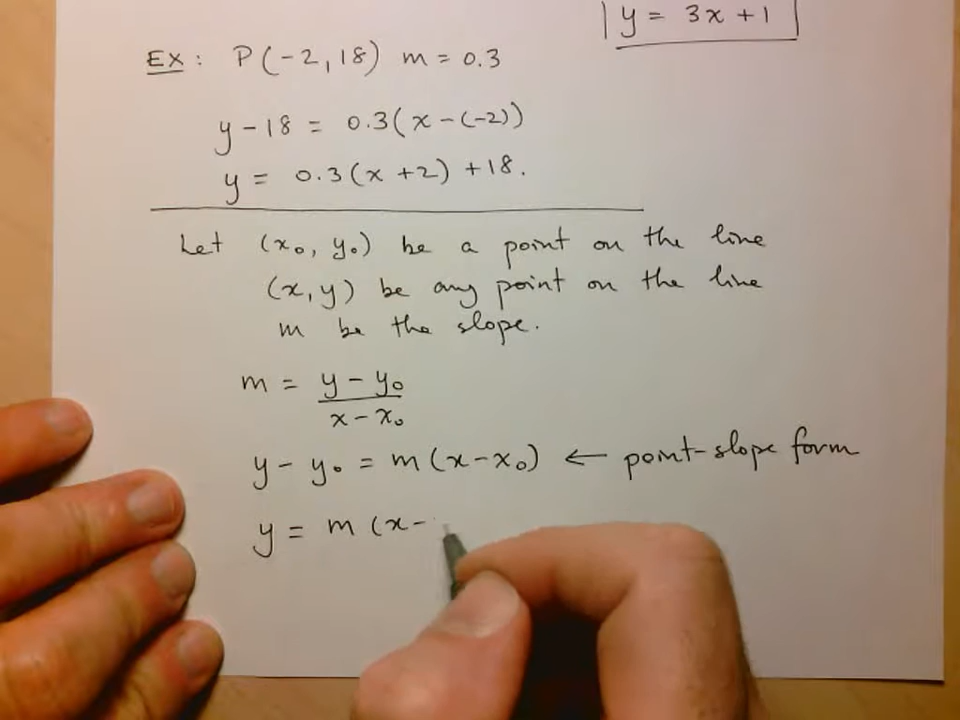 y = 3x + 1
EX: P(-2, 18) m = 0.3
y - 18 = 0.3(x - (-2))
y = 0.3(x + 2) + 18.
Let (x₀, y₀) be a point on the line
(x, y) be any point on the line
m be the slope.
m = y - y₀
x - x₀
y - y₀ = m(x - x₀) ← point-slope form
y = m(x -